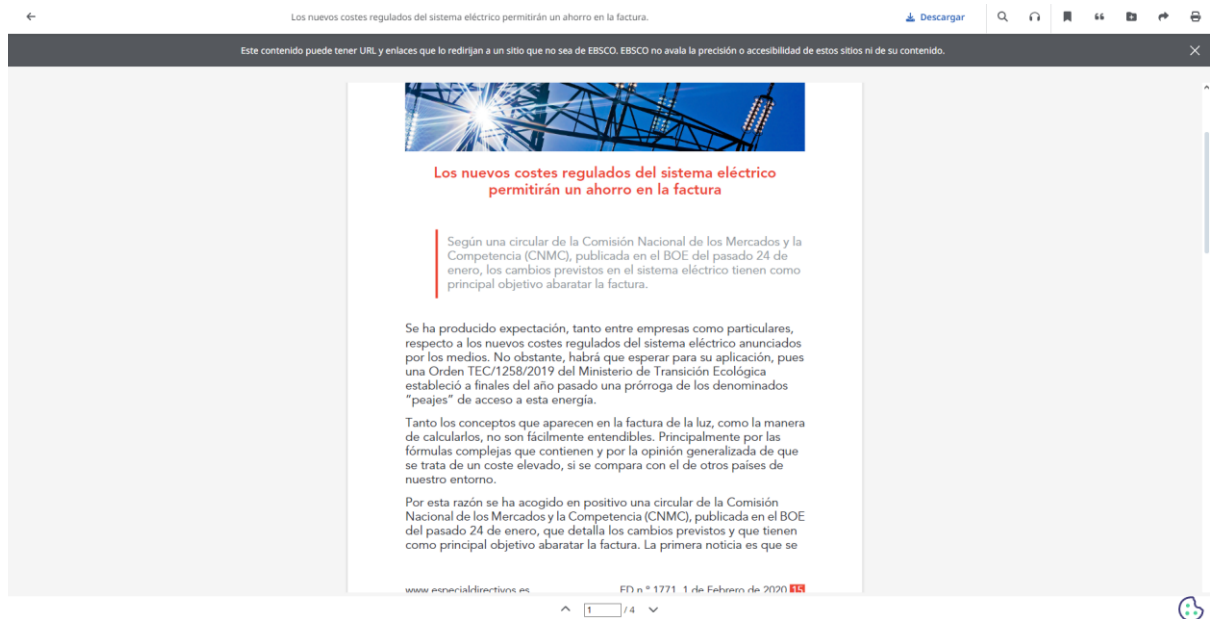 Los nuevos costes regulados del sistema eléctrico permitirán un ahorro en la factura.
Descargar
Este contenido puede tener URL y enlaces que lo redirijan a un sitio que no sea de EBSCO. EBSCO no avala la precisión o accesibilidad de estos sitios ni de su contenido.
Los nuevos costes regulados del sistema eléctrico
permitirán un ahorro en la factura
Según una circular de la Comisión Nacional de los Mercados y la
Competencia (CNMC), publicada en el BOE del pasado 24 de
enero, los cambios previstos en el sistema eléctrico tienen como
principal objetivo abaratar la factura.
Se ha producido expectación, tanto entre empresas como particulares,
respecto a los nuevos costes regulados del sistema eléctrico anunciados
por los medios. No obstante, habrá que esperar para su aplicación, pues
una Orden TEC/1258/2019 del Ministerio de Transición Ecológica
estableció a finales del año pasado una prórroga de los denominados
"peajes" de acceso a esta energía.
Tanto los conceptos que aparecen en la factura de la luz, como la manera
de calcularlos, no son fácilmente entendibles. Principalmente por las
fórmulas complejas que contienen y por la opinión generalizada de que
se trata de un coste elevado, si se compara con el de otros países de
nuestro entorno.
Por esta razón se ha acogido en positivo una circular de la Comisión
Nacional de los Mercados y la Competencia (CNMC), publicada en el BOE
del pasado 24 de enero, que detalla los cambios previstos y que tienen
como principal objetivo abaratar la factura. La primera noticia es que se
www.especialdirectivos.es ED n.º 1771, 1 de Febrero de 2020 15
1 / 4